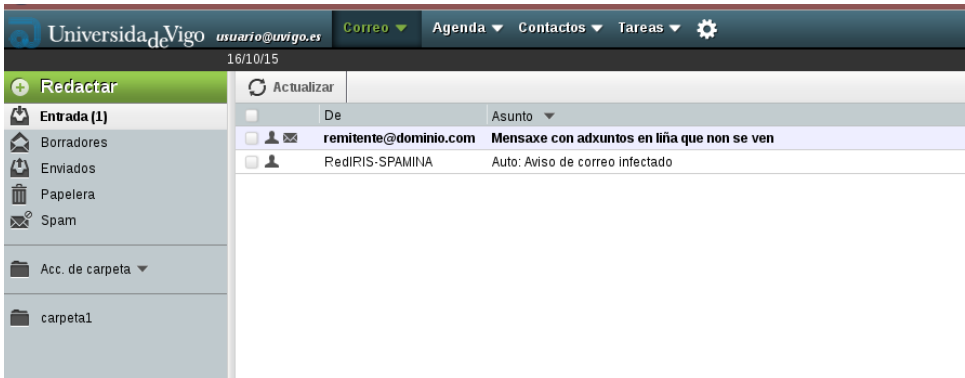 UniversidadeVigo usuario@uvigo.es Correo Agenda Contactos Tareas
16/10/15
Redactar
Actualizar
Entrada (1)
De Asunto
Borradores
remitente@dominio.com Mensaxe con adxuntos en liña que non se ven
Enviados
RedIRIS-SPAMINA Auto: Aviso de correo infectado
Papelera
Spam
Acc. de carpeta
carpeta1